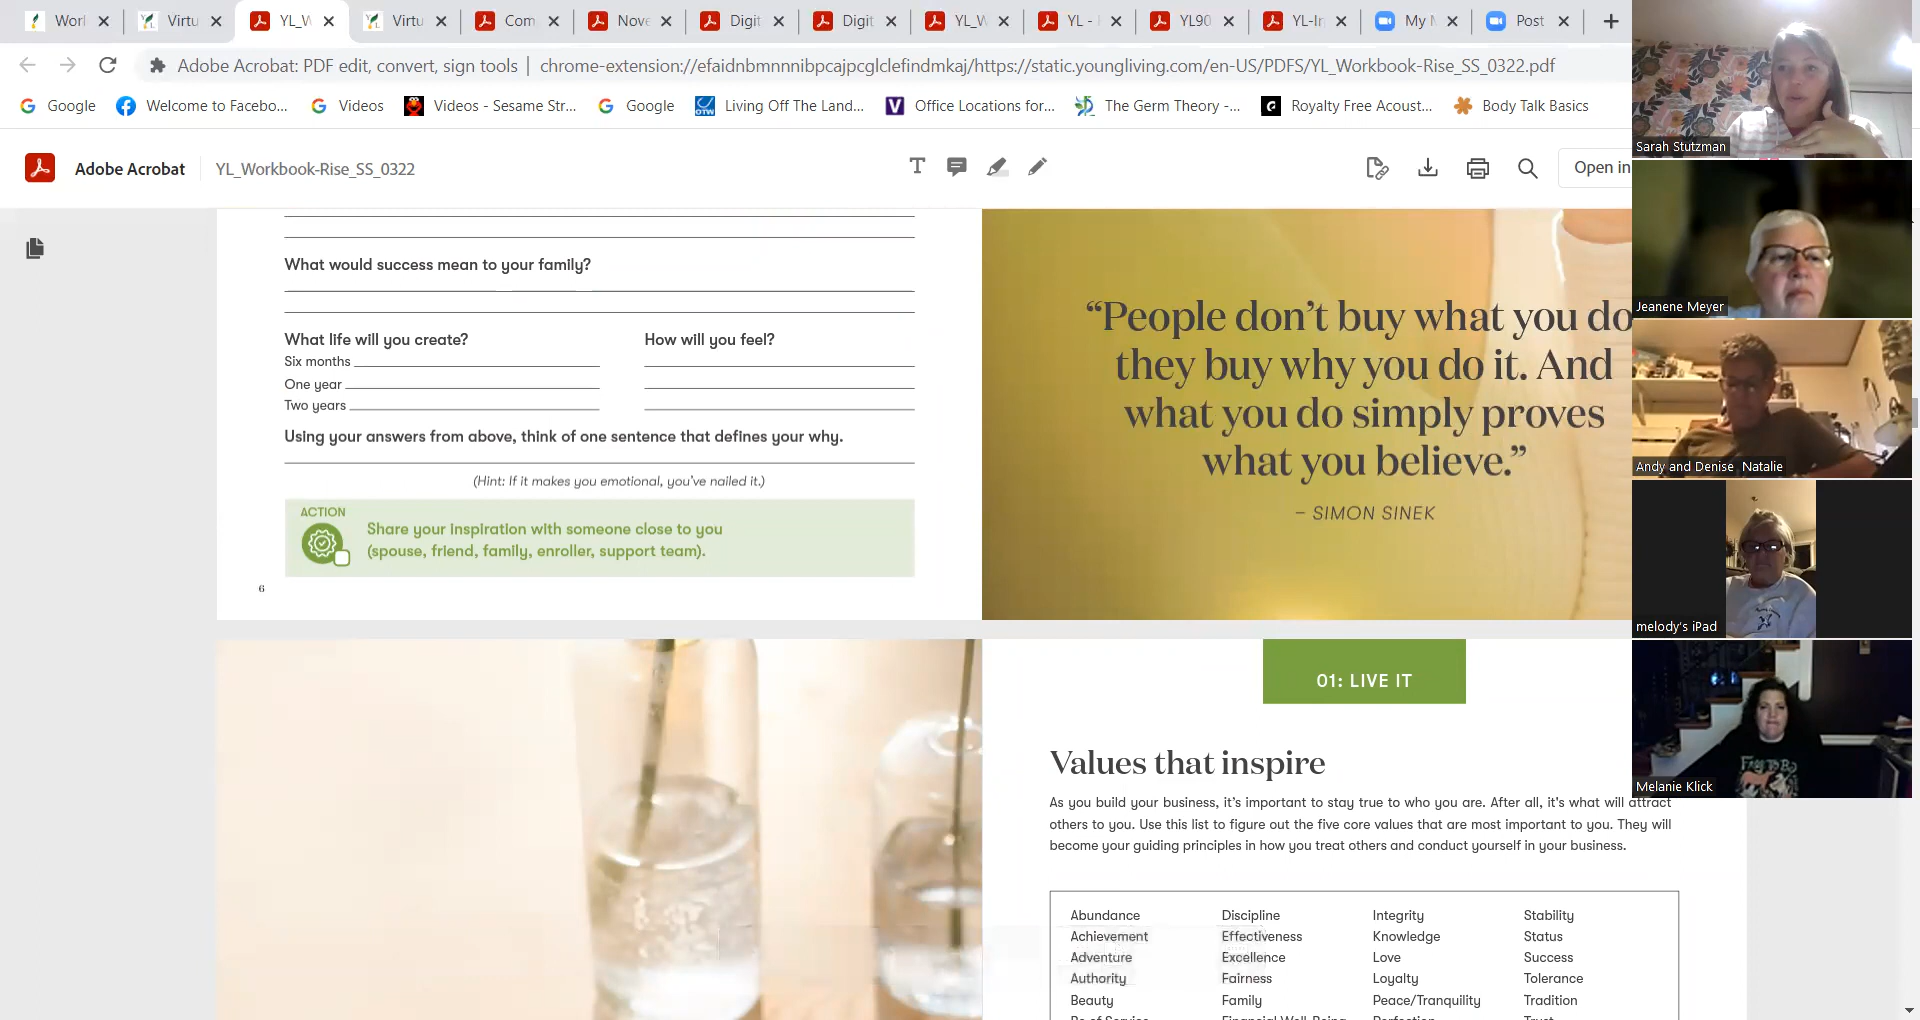 Worl
Virtu
YL_W
Virtu
Com
Nove
Digit
Digit
YL_W
YL -
YL90
YL-In
My M
Post
Adobe Acrobat: PDF edit, convert, sign tools | chrome-extension://efaidnbmnnnibpcajpcglclefindmkaj/https://static.youngliving.com/en-US/PDFS/YL_Workbook-Rise_SS_0322.pdf
Google
Welcome to Facebo...
Videos
Videos - Sesame Str...
Google
Living Off The Land...
Office Locations for...
The Germ Theory -...
Royalty Free Acoust...
Body Talk Basics
Adobe Acrobat
YL_Workbook-Rise_SS_0322
Open in
What would success mean to your family?
What life will you create?
How will you feel?
Six months
One year
Two years
Using your answers from above, think of one sentence that defines your why.
(Hint: If it makes you emotional, you've nailed it.)
ACTION
Share your inspiration with someone close to you
(spouse, friend, family, enroller, support team).
6
“People don’t buy what you do
they buy why you do it. And
what you do simply proves
what you believe.”
– SIMON SINEK
01: LIVE IT
Values that inspire
As you build your business, it’s important to stay true to who you are. After all, it's what will attract
others to you. Use this list to figure out the five core values that are most important to you. They will
become your guiding principles in how you treat others and conduct yourself in your business.
Abundance
Achievement
Adventure
Authority
Beauty
Be of Service
Discipline
Effectiveness
Excellence
Fairness
Family
Financial Well-Being
Integrity
Knowledge
Love
Loyalty
Peace/Tranquility
Perfection
Stability
Status
Success
Tolerance
Tradition
Trust
Sarah Stutzman
Jeanene Meyer
Andy and Denise Natalie
melody's iPad
Melanie Klick